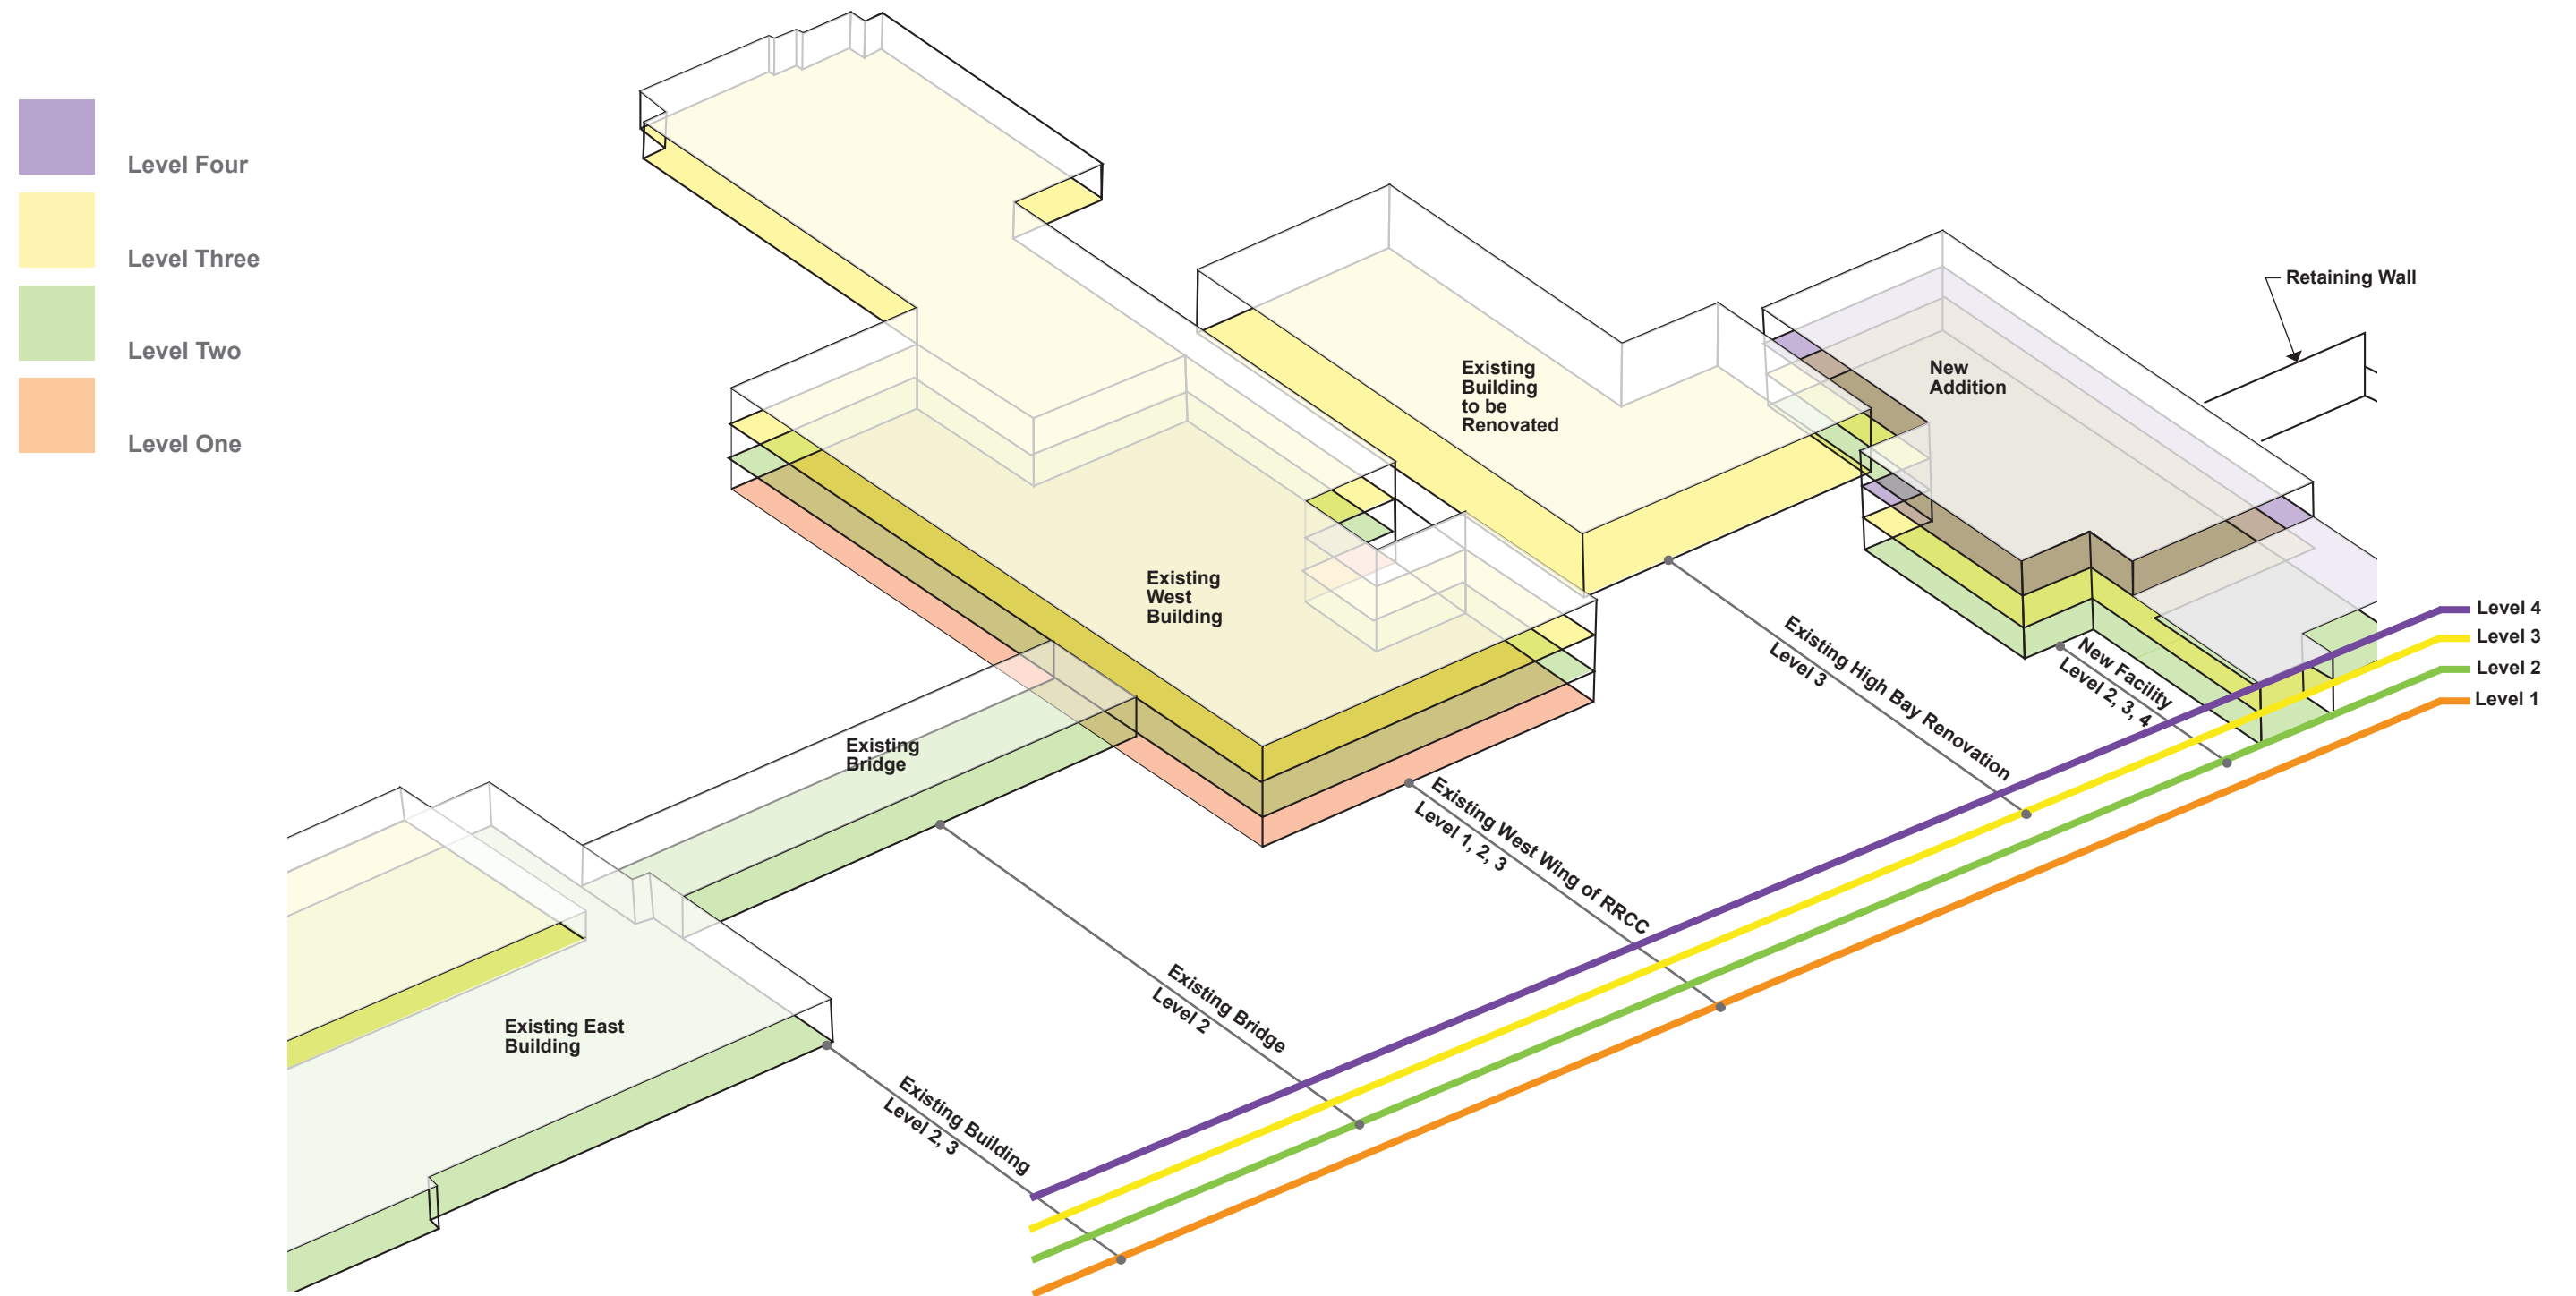 Level Four
Level Three
Level Two
Level One
Retaining Wall
Existing
Building
to be
Renovated
New
Addition
Existing
West
Building
Existing
Bridge
Existing East
Building
Level 4
Level 3
Level 2
Level 1
New Facility
Level 2, 3, 4
Existing High Bay Renovation
Level 3
Existing West Wing of RRCC
Level 1, 2, 3
Existing Bridge
Level 2
Existing Building
Level 2, 3